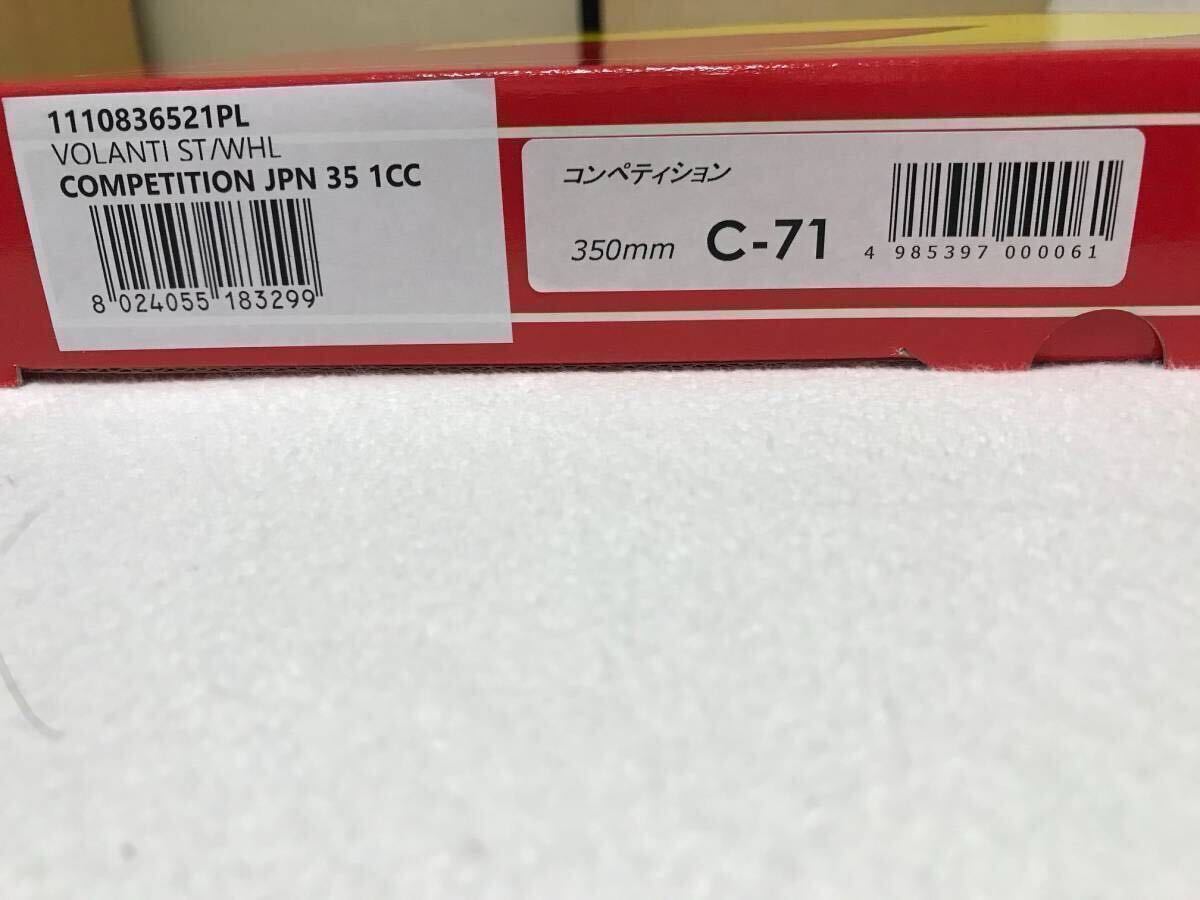 1110836521PL
VOLANTI ST/WHL
COMPETITION JPN 35 1CC
8 024055 183299
コンペティション
350mm C-71
4 985397 000061